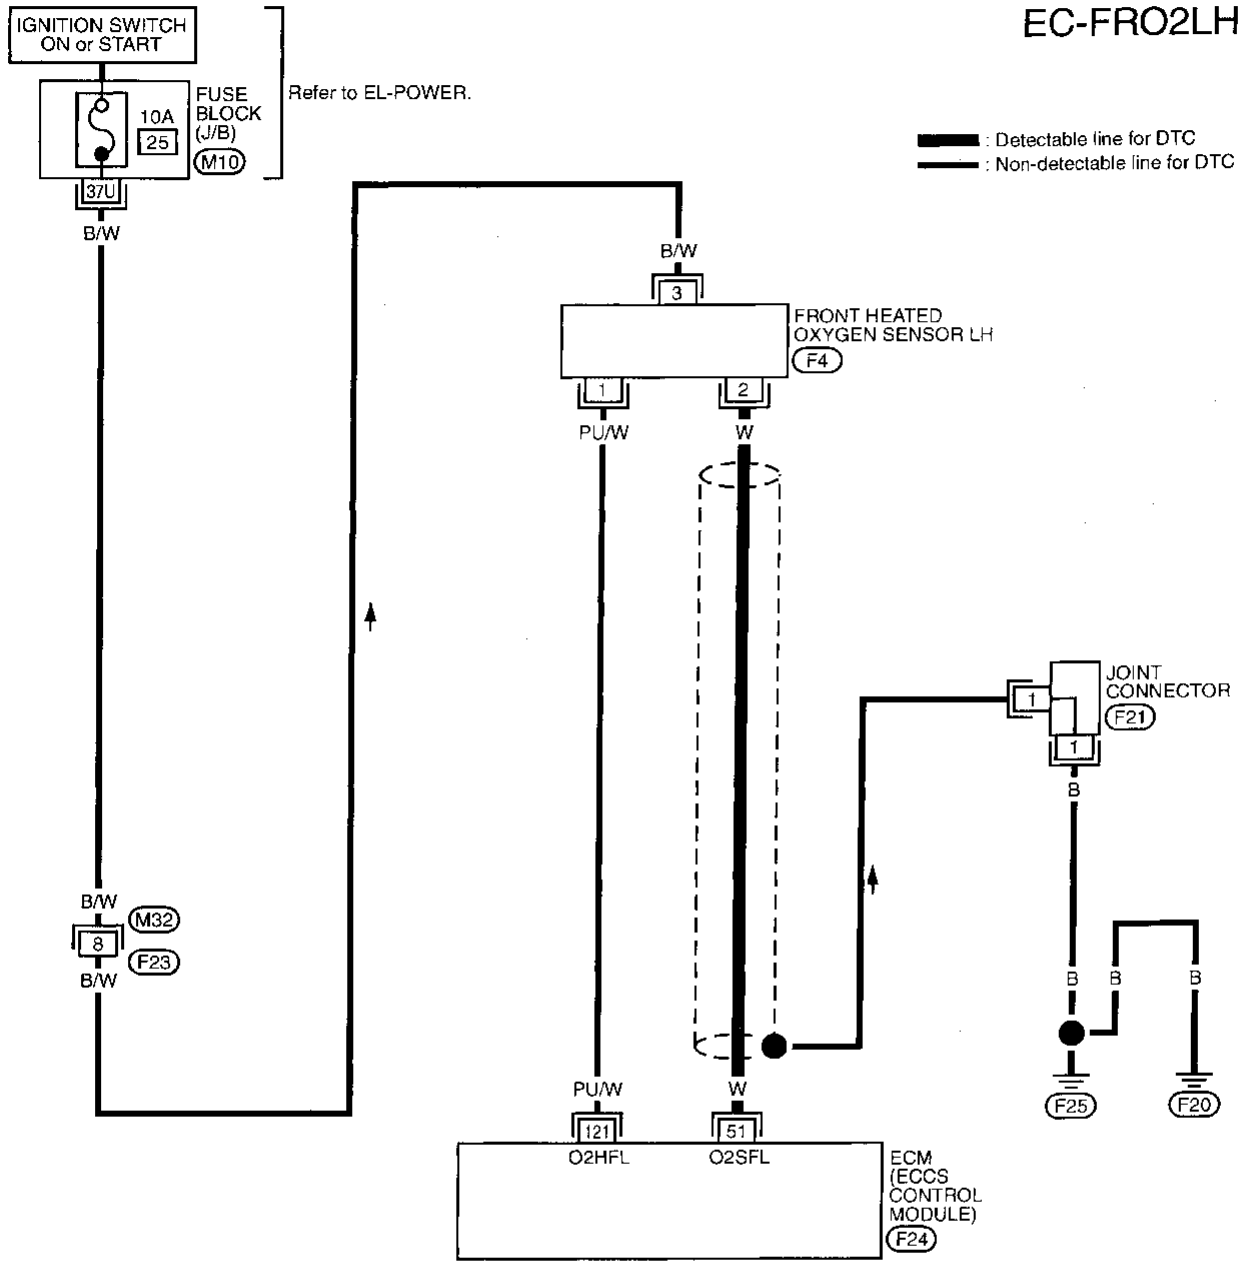 EC-FRO2LH
IGNITION SWITCH
ON or START
Refer to EL-POWER.
FUSE
BLOCK
(J/B)
M10
10A
25
37U
B/W
: Detectable line for DTC
: Non-detectable line for DTC
B/W
3
FRONT HEATED
OXYGEN SENSOR LH
F4
1
2
PU/W
W
JOINT
CONNECTOR
F21
1
1
B
B/W
M32
8
F23
B/W
B
B
B
F25
F20
PU/W
W
121
51
O2HFL
O2SFL
ECM
(ECCS
CONTROL
MODULE)
F24